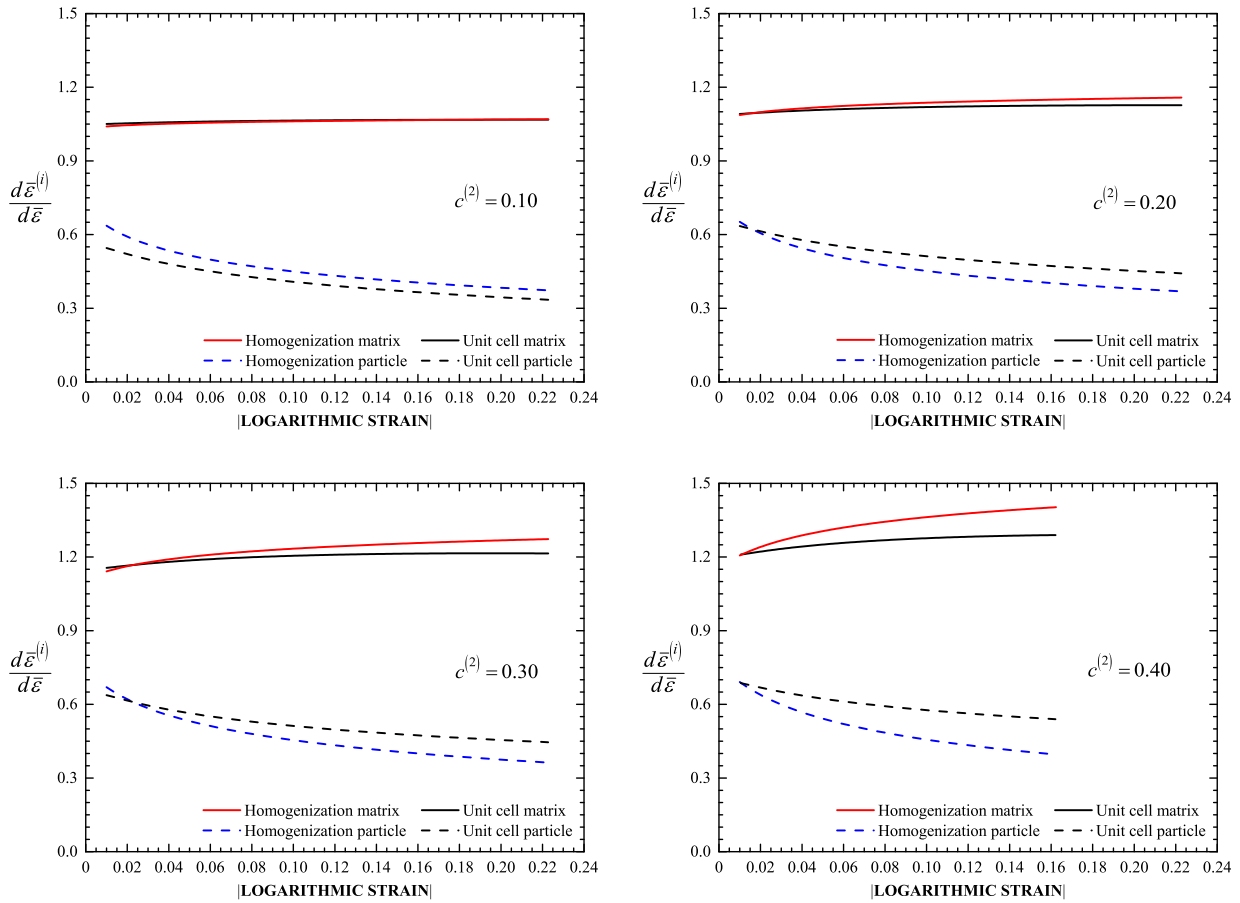 1.5
1.2
0.9
0.6
0.3
0.0
dε̄⁽ⁱ⁾
dε̄
c⁽²⁾ = 0.10
Homogenization matrix Unit cell matrix
Homogenization particle Unit cell particle
0 0.02 0.04 0.06 0.08 0.10 0.12 0.14 0.16 0.18 0.20 0.22 0.24
|LOGARITHMIC STRAIN|
1.5
1.2
0.9
0.6
0.3
0.0
dε̄⁽ⁱ⁾
dε̄
c⁽²⁾ = 0.20
Homogenization matrix Unit cell matrix
Homogenization particle Unit cell particle
0 0.02 0.04 0.06 0.08 0.10 0.12 0.14 0.16 0.18 0.20 0.22 0.24
|LOGARITHMIC STRAIN|
1.5
1.2
0.9
0.6
0.3
0.0
dε̄⁽ⁱ⁾
dε̄
c⁽²⁾ = 0.30
Homogenization matrix Unit cell matrix
Homogenization particle Unit cell particle
0 0.02 0.04 0.06 0.08 0.10 0.12 0.14 0.16 0.18 0.20 0.22 0.24
|LOGARITHMIC STRAIN|
1.5
1.2
0.9
0.6
0.3
0.0
dε̄⁽ⁱ⁾
dε̄
c⁽²⁾ = 0.40
Homogenization matrix Unit cell matrix
Homogenization particle Unit cell particle
0 0.02 0.04 0.06 0.08 0.10 0.12 0.14 0.16 0.18 0.20 0.22 0.24
|LOGARITHMIC STRAIN|